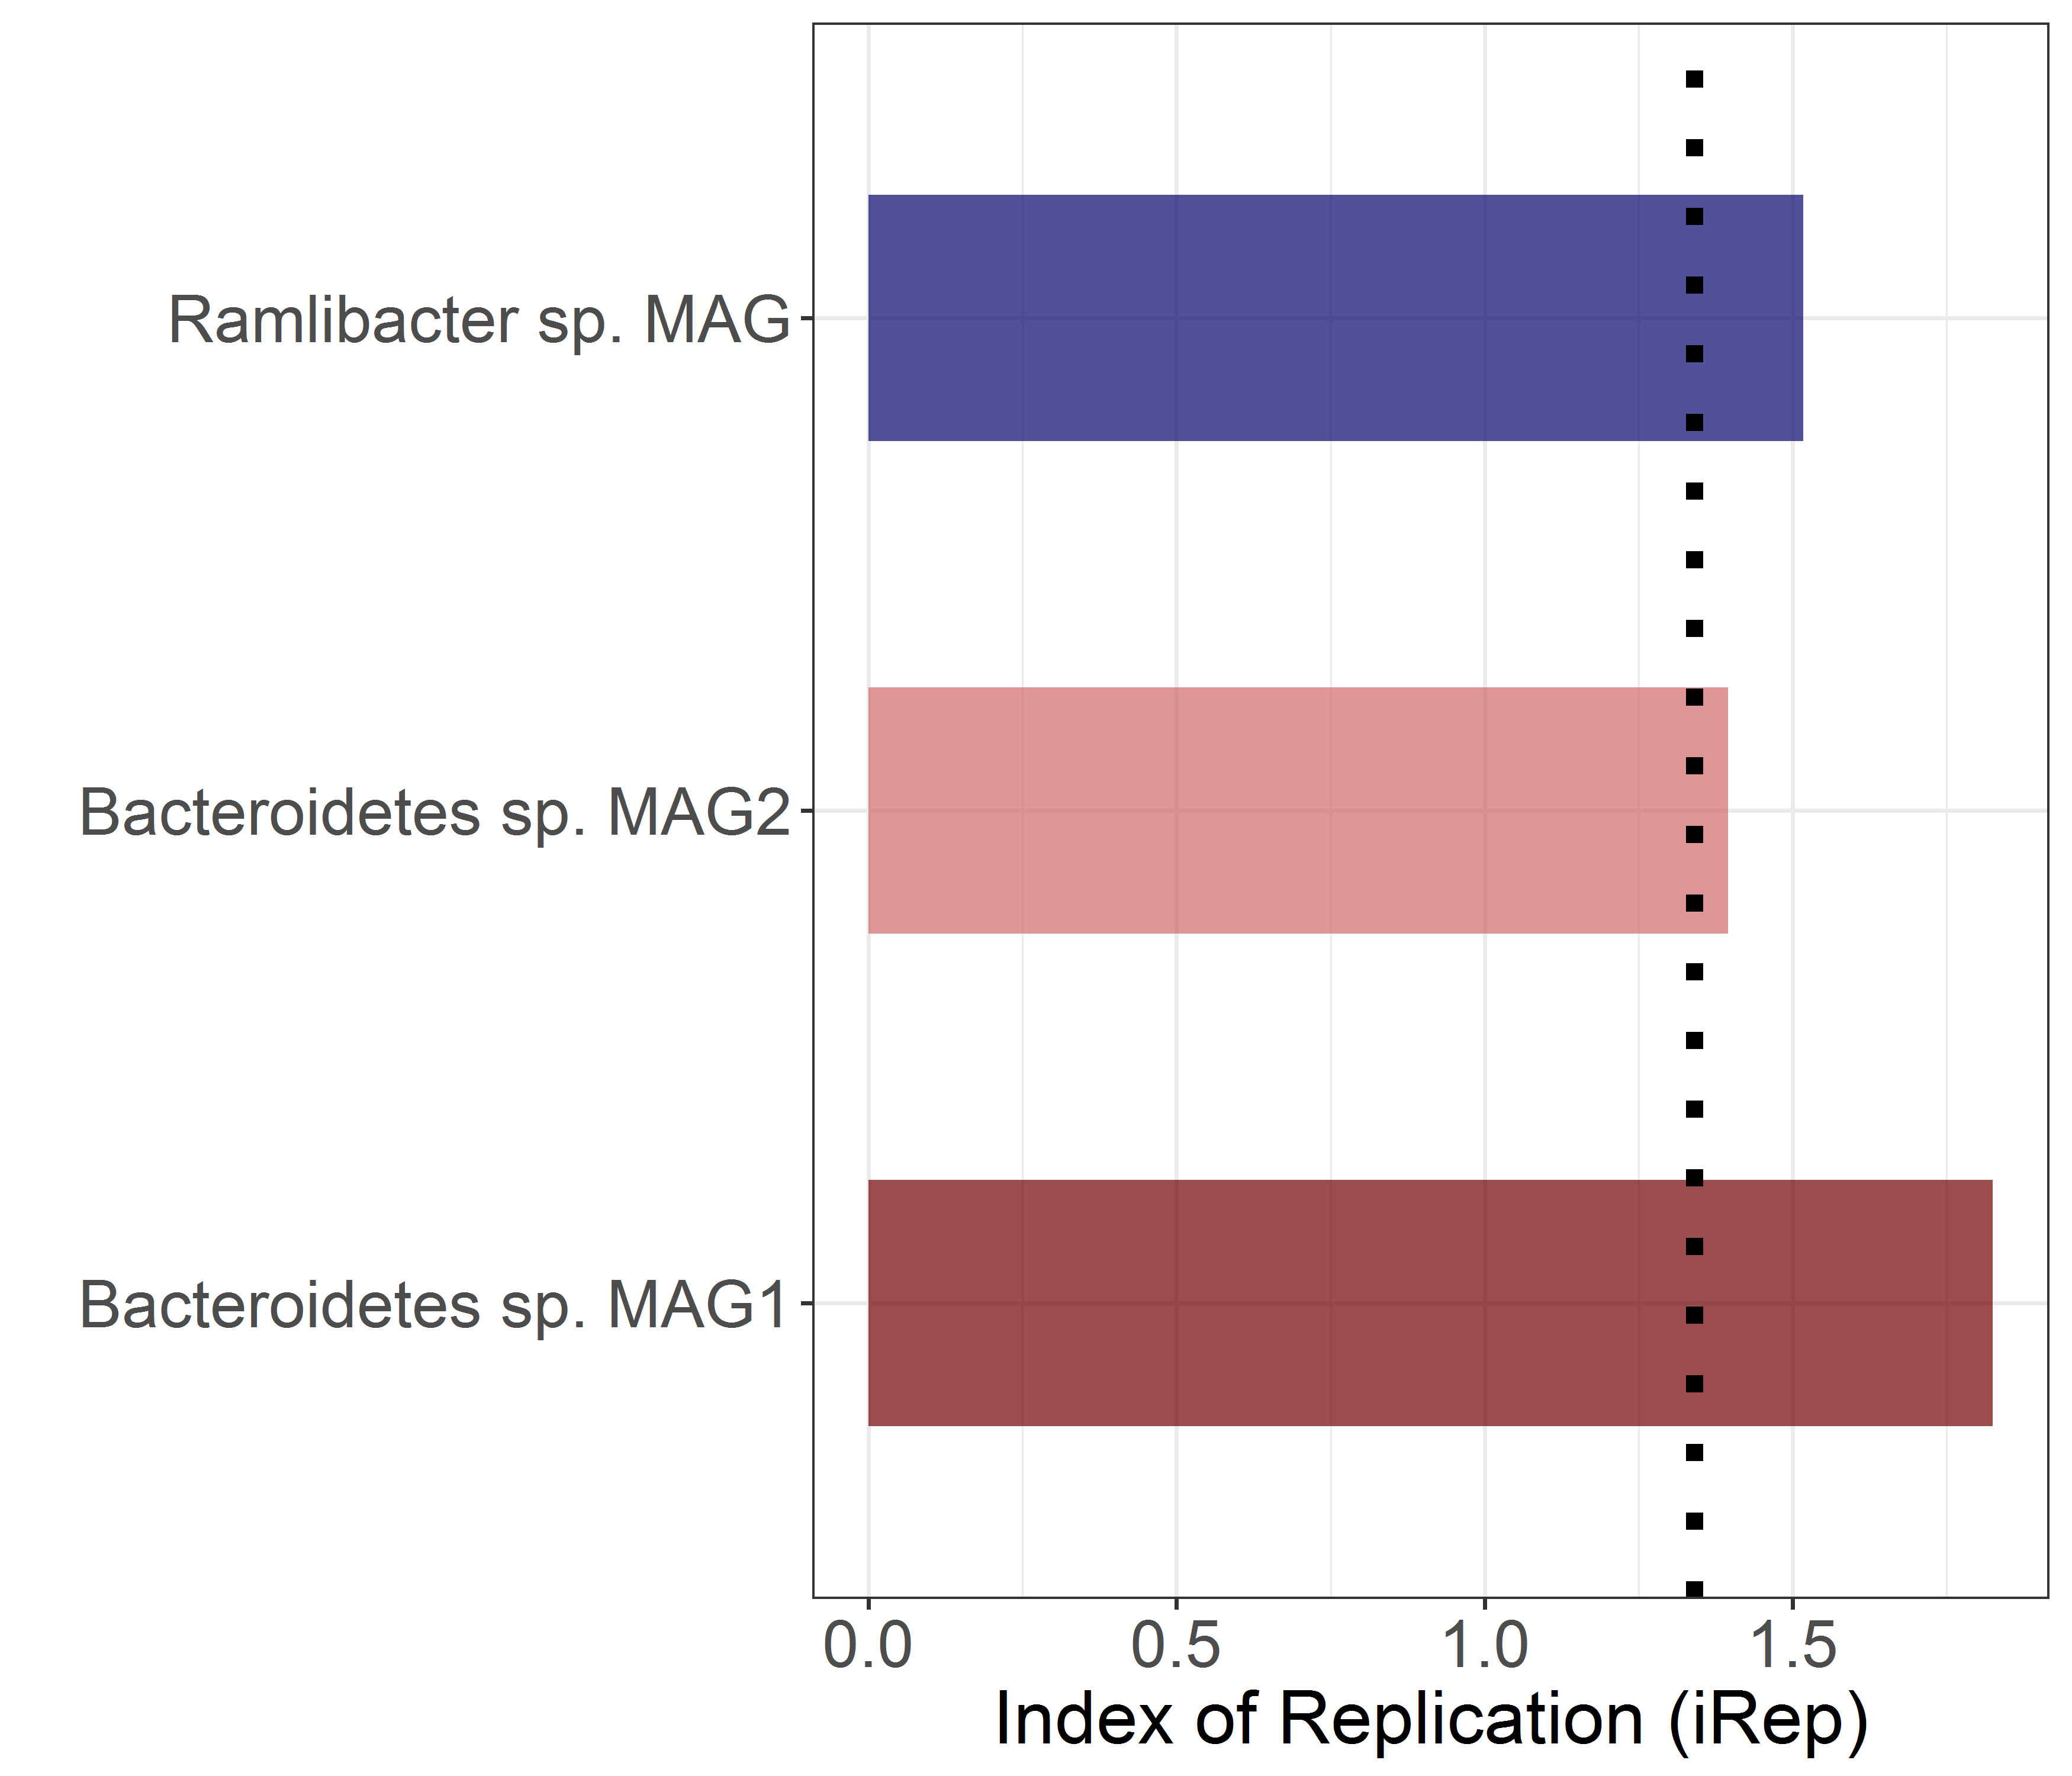 Ramlibacter sp. MAG
Bacteroidetes sp. MAG2
Bacteroidetes sp. MAG1
0.0 0.5 1.0 1.5
Index of Replication (iRep)